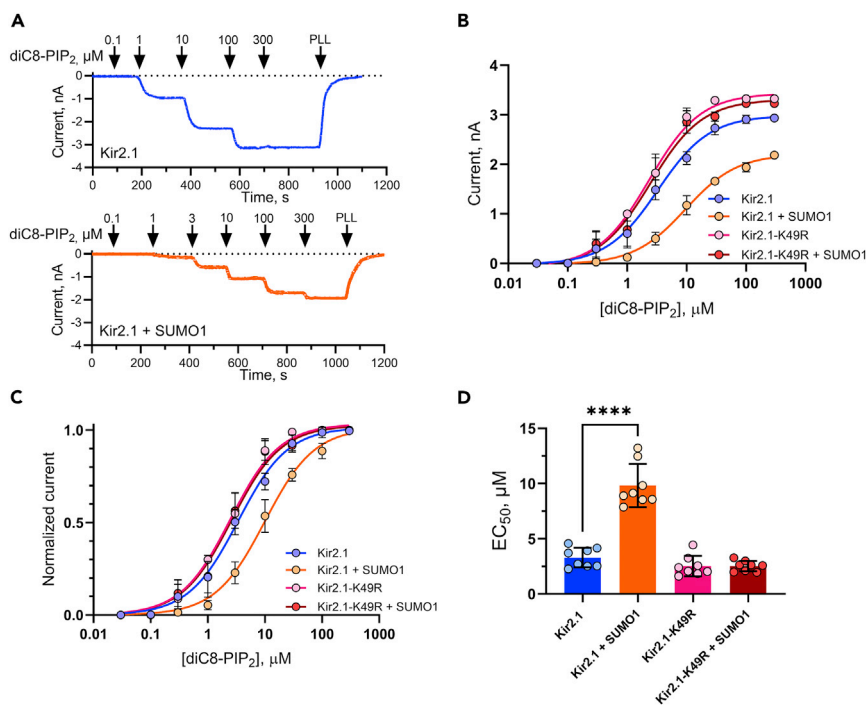 A
0.1 1 10 100 300 PLL
diC8-PIP2, μM
0
-1
-2
-3
-4
Current, nA
Kir2.1
0 200 400 600 800 1000 1200
Time, s
0.1 1 3 10 100 300 PLL
diC8-PIP2, μM
0
-1
-2
-3
-4
Current, nA
Kir2.1 + SUMO1
0 200 400 600 800 1000 1200
Time, s
B
4
3
2
1
0
Current, nA
Kir2.1
Kir2.1 + SUMO1
Kir2.1-K49R
Kir2.1-K49R + SUMO1
0.01 0.1 1 10 100 1000
[diC8-PIP2], μM
C
1.0
0.5
0.0
Normalized current
Kir2.1
Kir2.1 + SUMO1
Kir2.1-K49R
Kir2.1-K49R + SUMO1
0.01 0.1 1 10 100 1000
[diC8-PIP2], μM
D
****
15
10
5
0
EC50, μM
Kir2.1
Kir2.1 + SUMO1
Kir2.1-K49R
Kir2.1-K49R + SUMO1